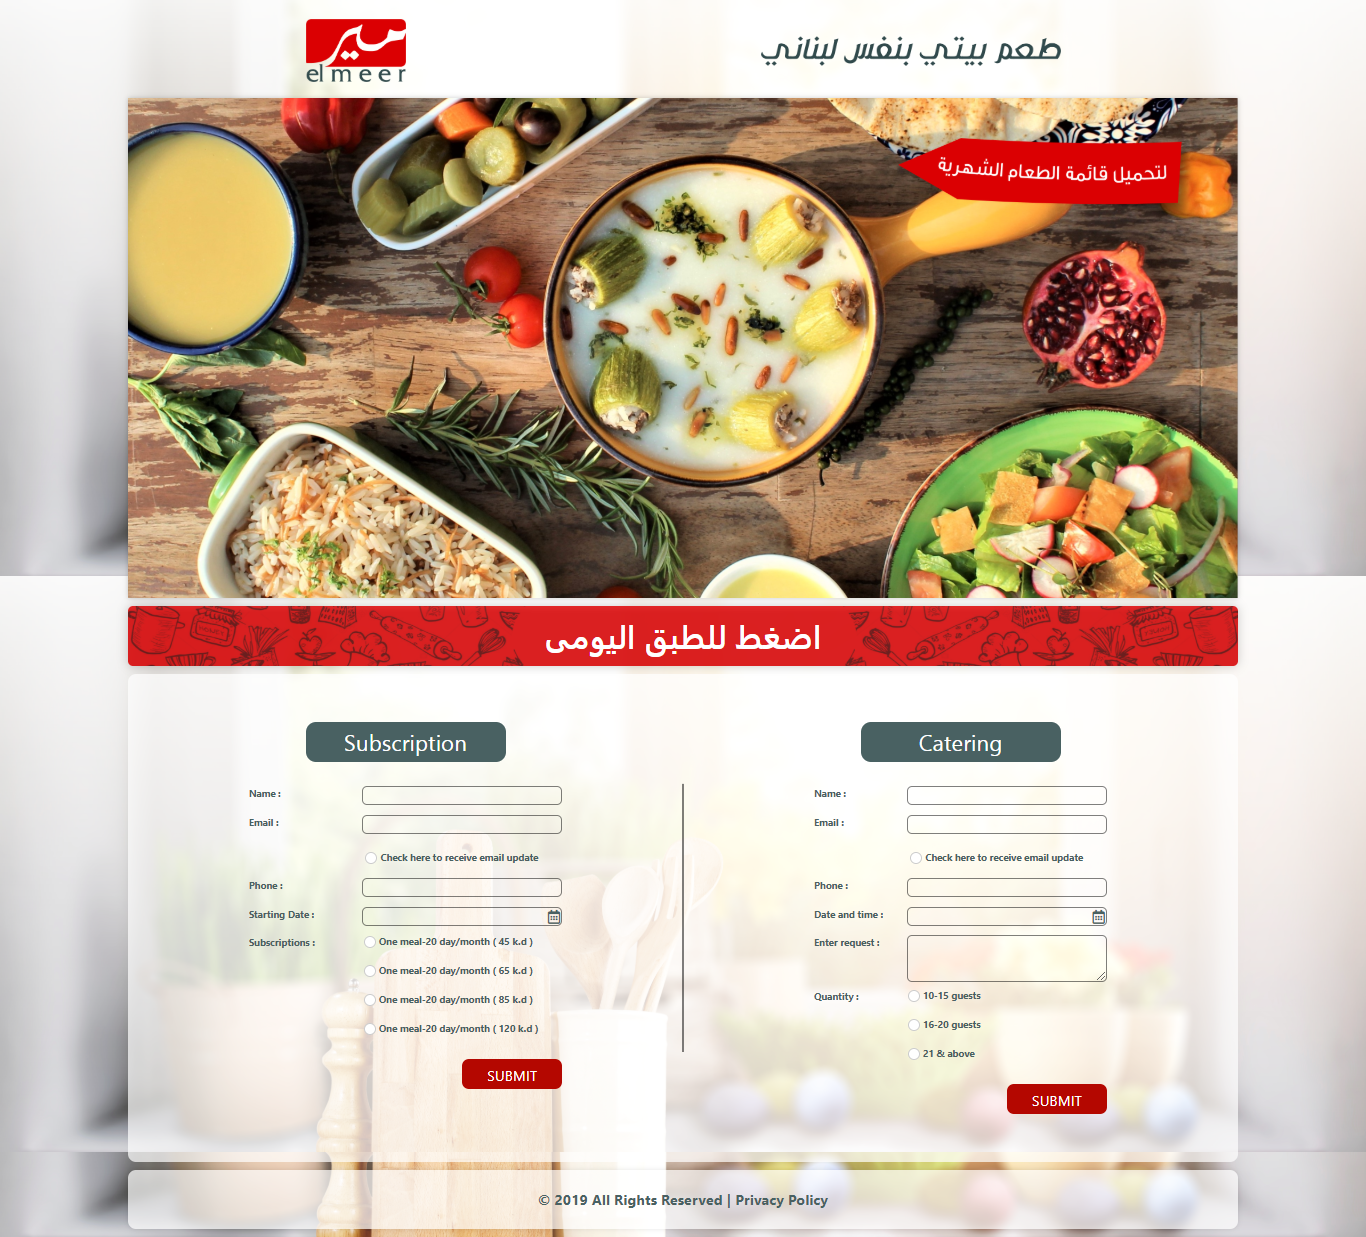 مير
elmeer
طعم بيتي بنفس لبناني
لتحميل قائمة الطعام الشهرية
اضغط للطبق اليومى
Subscription
Name :
Email :
Check here to receive email update
Phone :
Starting Date :
Subscriptions :
One meal-20 day/month ( 45 k.d )
One meal-20 day/month ( 65 k.d )
One meal-20 day/month ( 85 k.d )
One meal-20 day/month ( 120 k.d )
SUBMIT
Catering
Name :
Email :
Check here to receive email update
Phone :
Date and time :
Enter request :
Quantity :
10-15 guests
16-20 guests
21 & above
SUBMIT
© 2019 All Rights Reserved | Privacy Policy